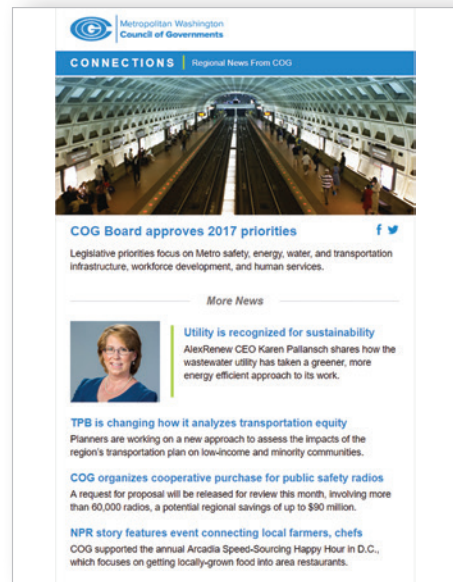 Metropolitan Washington
Council of Governments
CONNECTIONS | Regional News From COG
COG Board approves 2017 priorities
Legislative priorities focus on Metro safety, energy, water, and transportation
infrastructure, workforce development, and human services.
More News
Utility is recognized for sustainability
AlexRenew CEO Karen Pallansch shares how the
wastewater utility has taken a greener, more
energy efficient approach to its work.
TPB is changing how it analyzes transportation equity
Planners are working on a new approach to assess the impacts of the
region's transportation plan on low-income and minority communities.
COG organizes cooperative purchase for public safety radios
A request for proposal will be released for review this month, involving more
than 60,000 radios, a potential regional savings of up to $90 million.
NPR story features event connecting local farmers, chefs
COG supported the annual Arcadia Speed-Sourcing Happy Hour in D.C.,
which focuses on getting locally-grown food into area restaurants.